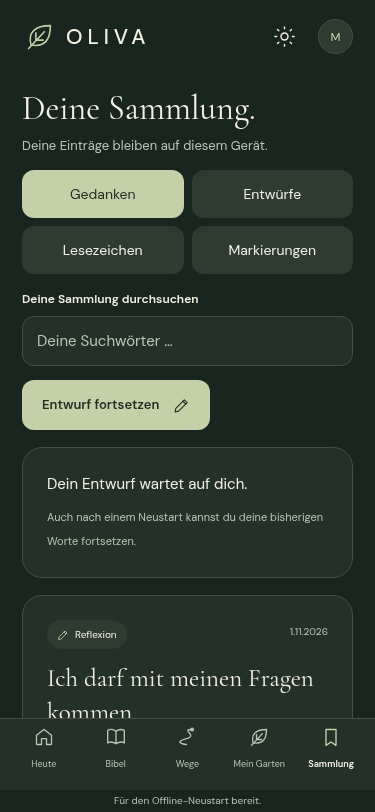 OLIVA
M
Deine Sammlung.
Deine Einträge bleiben auf diesem Gerät.
Gedanken
Entwürfe
Lesezeichen
Markierungen
Deine Sammlung durchsuchen
Deine Suchwörter ...
Entwurf fortsetzen
Dein Entwurf wartet auf dich.
Auch nach einem Neustart kannst du deine bisherigen
Worte fortsetzen.
Reflexion
1.11.2026
Ich darf mit meinen Fragen
kommen
Heute
Bibel
Wege
Mein Garten
Sammlung
Für den Offline-Neustart bereit.